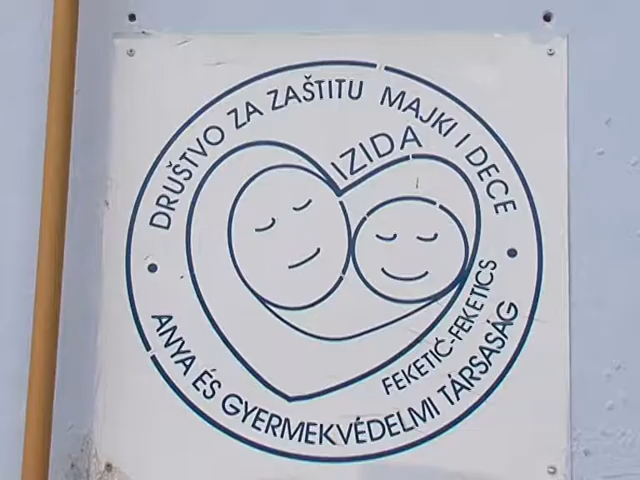 DRUŠTVO ZA ZAŠTITU MAJKI I DECE
IZIDA
FEKETIĆ-FEKETICS
ANYA ÉS GYERMEKVÉDELMI TÁRSASÁG